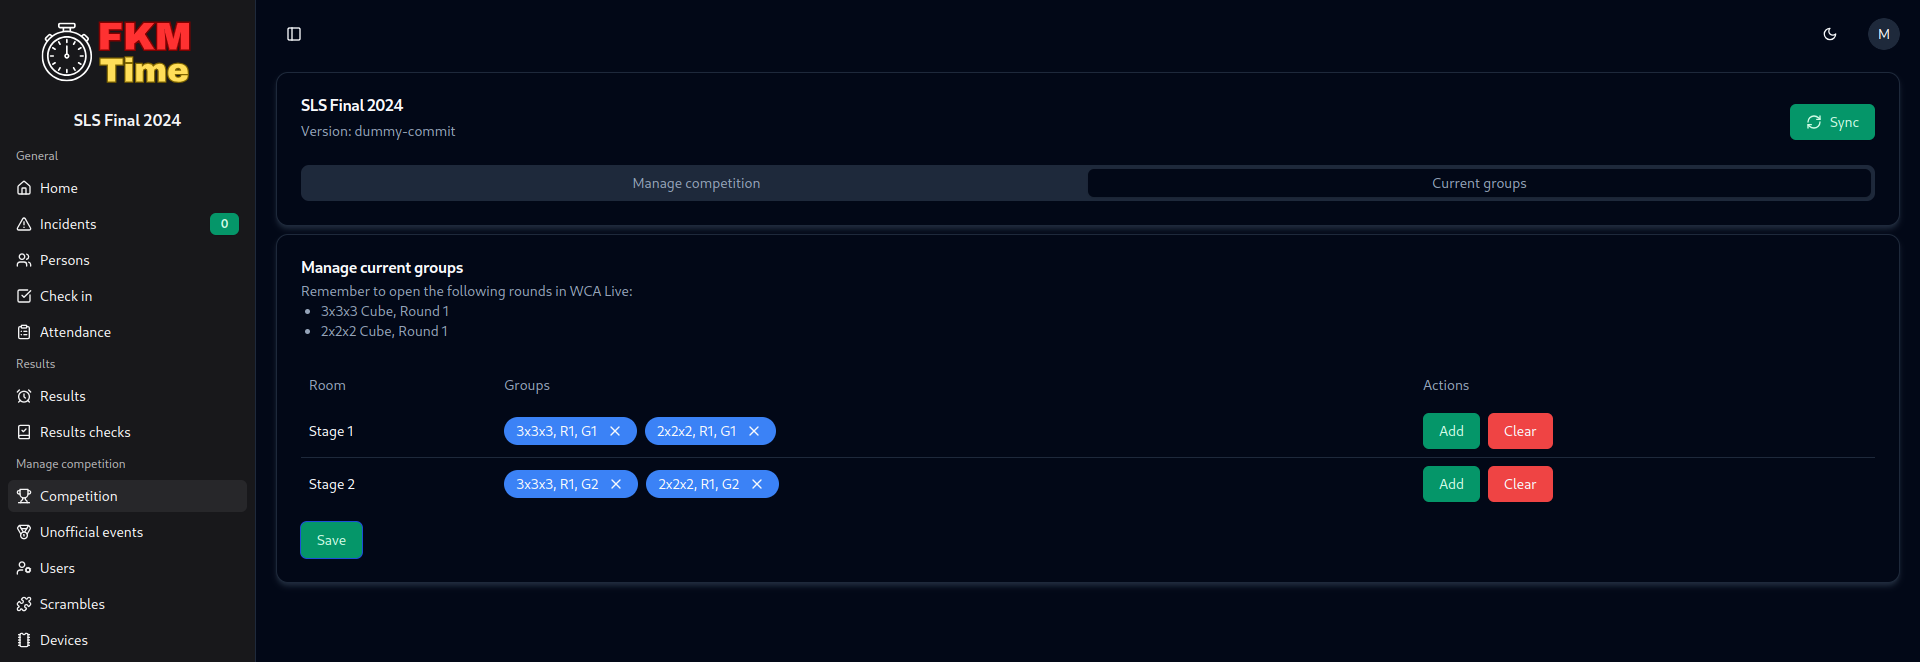 FKM
Time
SLS Final 2024
General
Home
Incidents 0
Persons
Check in
Attendance
Results
Results
Results checks
Manage competition
Competition
Unofficial events
Users
Scrambles
Devices
M
SLS Final 2024
Version: dummy-commit
Sync
Manage competition Current groups
Manage current groups
Remember to open the following rounds in WCA Live:
• 3x3x3 Cube, Round 1
• 2x2x2 Cube, Round 1
Room Groups Actions
Stage 1 3x3x3, R1, G1 2x2x2, R1, G1 Add Clear
Stage 2 3x3x3, R1, G2 2x2x2, R1, G2 Add Clear
Save